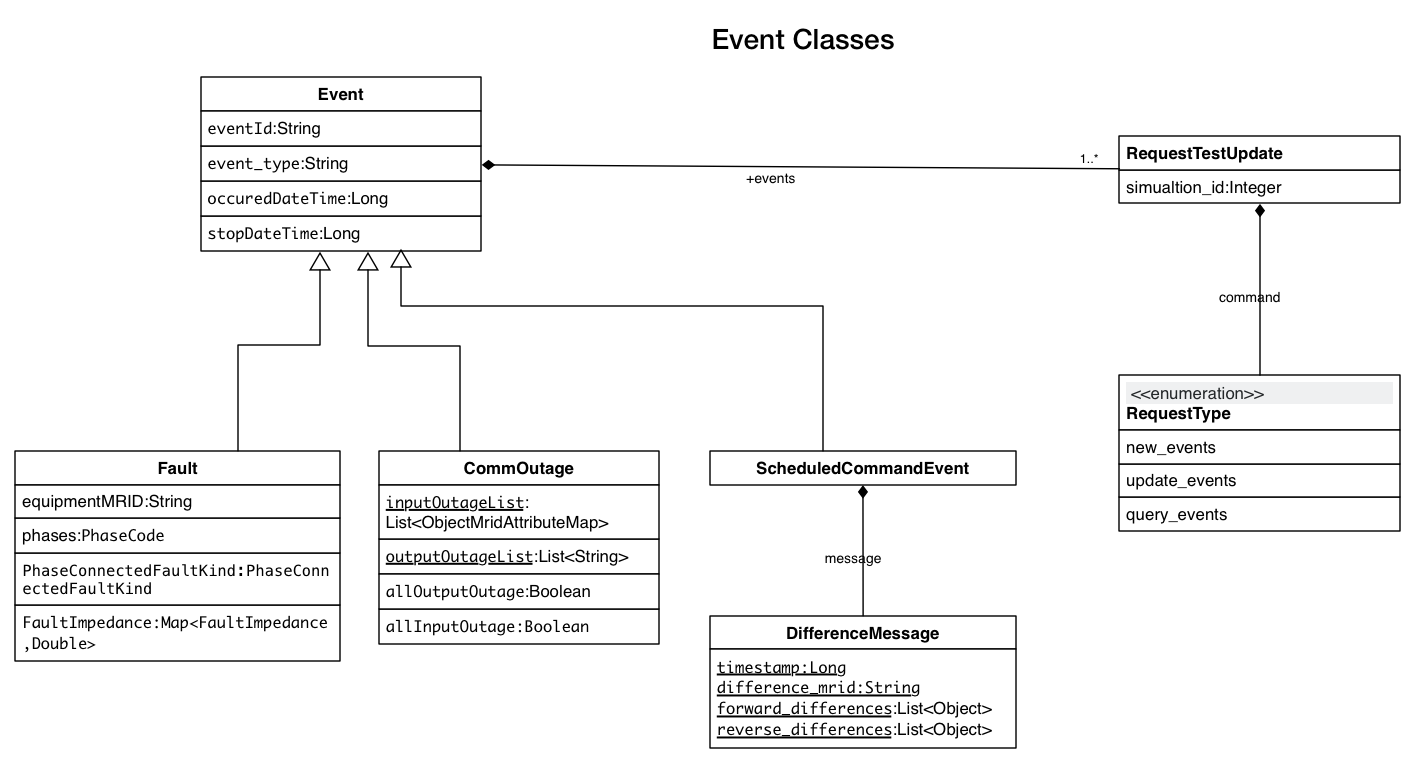 Event Classes
Event
eventId:String
event_type:String
occuredDateTime:Long
stopDateTime:Long
1..*
+events
RequestTestUpdate
simualtion_id:Integer
command
<<enumeration>>
RequestType
new_events
update_events
query_events
Fault
equipmentMRID:String
phases:PhaseCode
PhaseConnectedFaultKind:PhaseConn
ectedFaultKind
FaultImpedance:Map<FaultImpedance
,Double>
CommOutage
inputOutageList:
List<ObjectMridAttributeMap>
outputOutageList:List<String>
allOutputOutage:Boolean
allInputOutage:Boolean
ScheduledCommandEvent
message
DifferenceMessage
timestamp:Long
difference_mrid:String
forward_differences:List<Object>
reverse_differences:List<Object>